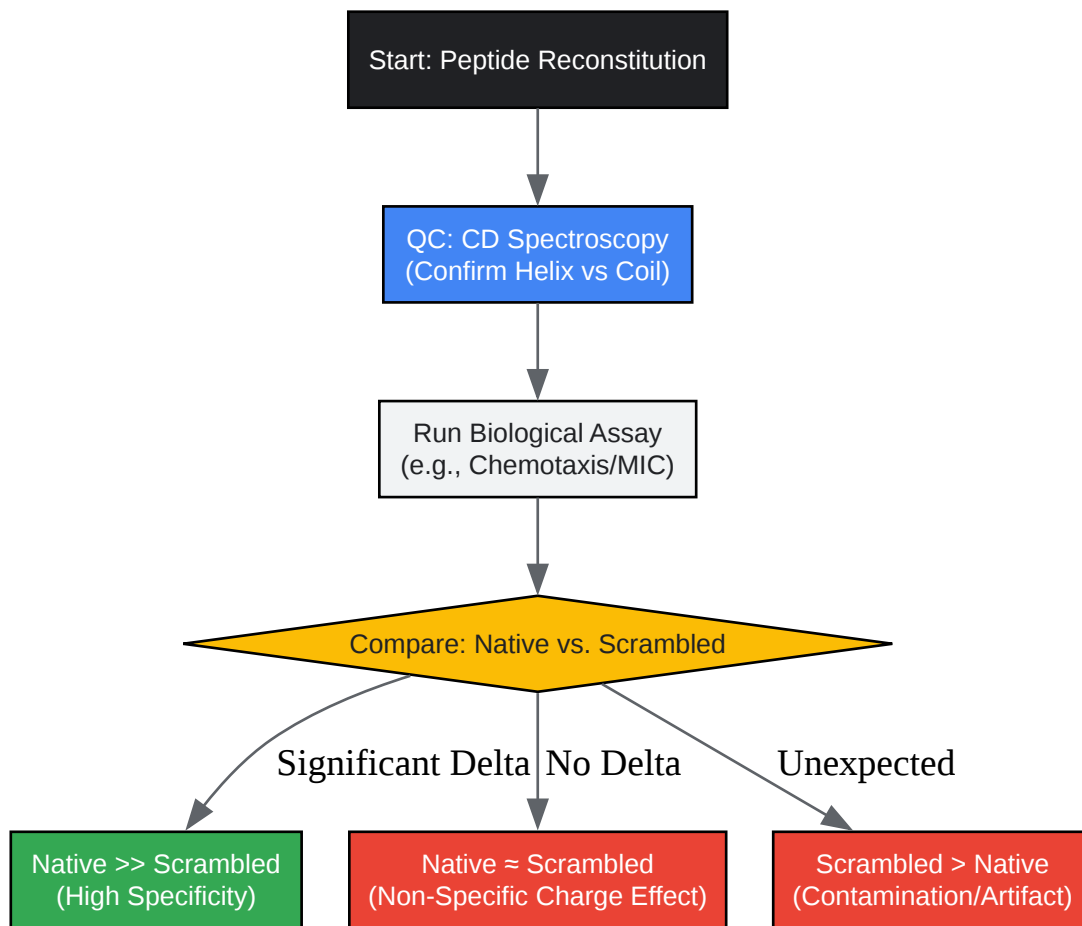 Start: Peptide Reconstitution
QC: CD Spectroscopy
(Confirm Helix vs Coil)
Run Biological Assay
(e.g., Chemotaxis/MIC)
Compare: Native vs. Scrambled
Significant Delta
No Delta
Unexpected
Native >> Scrambled
(High Specificity)
Native ≈ Scrambled
(Non-Specific Charge Effect)
Scrambled > Native
(Contamination/Artifact)